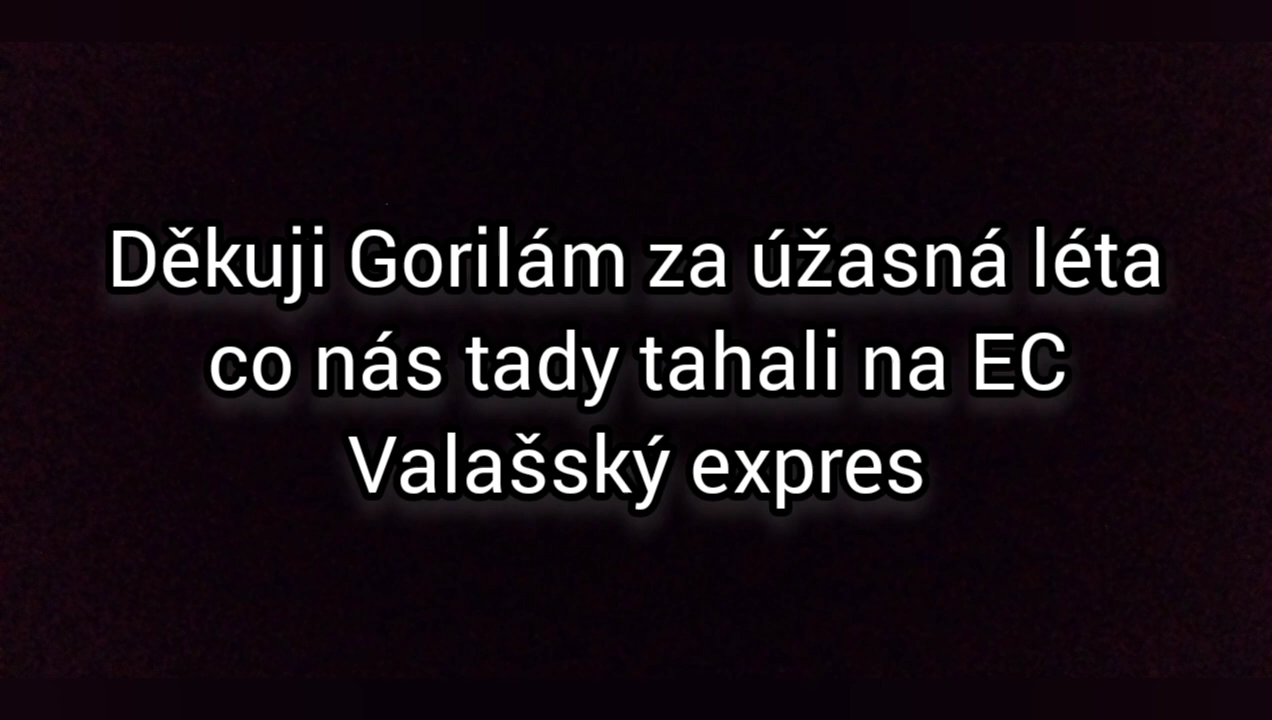 Děkuji Gorilám za úžasná léta
co nás tady tahali na EC
Valašský expres